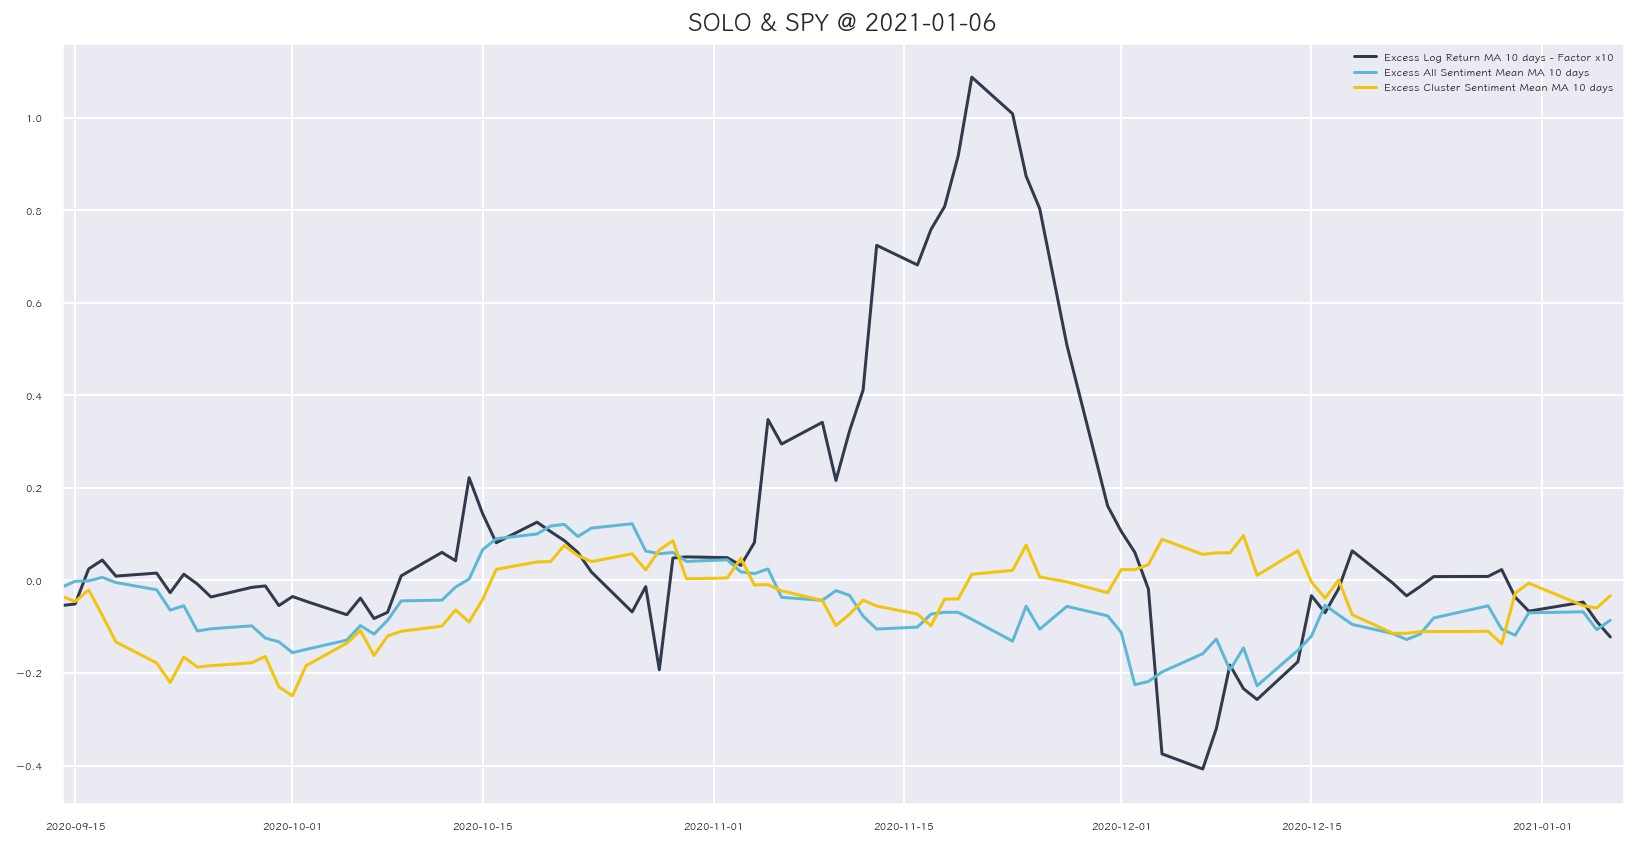 SOLO & SPY @ 2021-01-06
Excess Log Return MA 10 days - Factor x10
Excess All Sentiment Mean MA 10 days
Excess Cluster Sentiment Mean MA 10 days
1.0
0.8
0.6
0.4
0.2
0.0
−0.2
−0.4
2020-09-15 2020-10-01 2020-10-15 2020-11-01 2020-11-15 2020-12-01 2020-12-15 2021-01-01